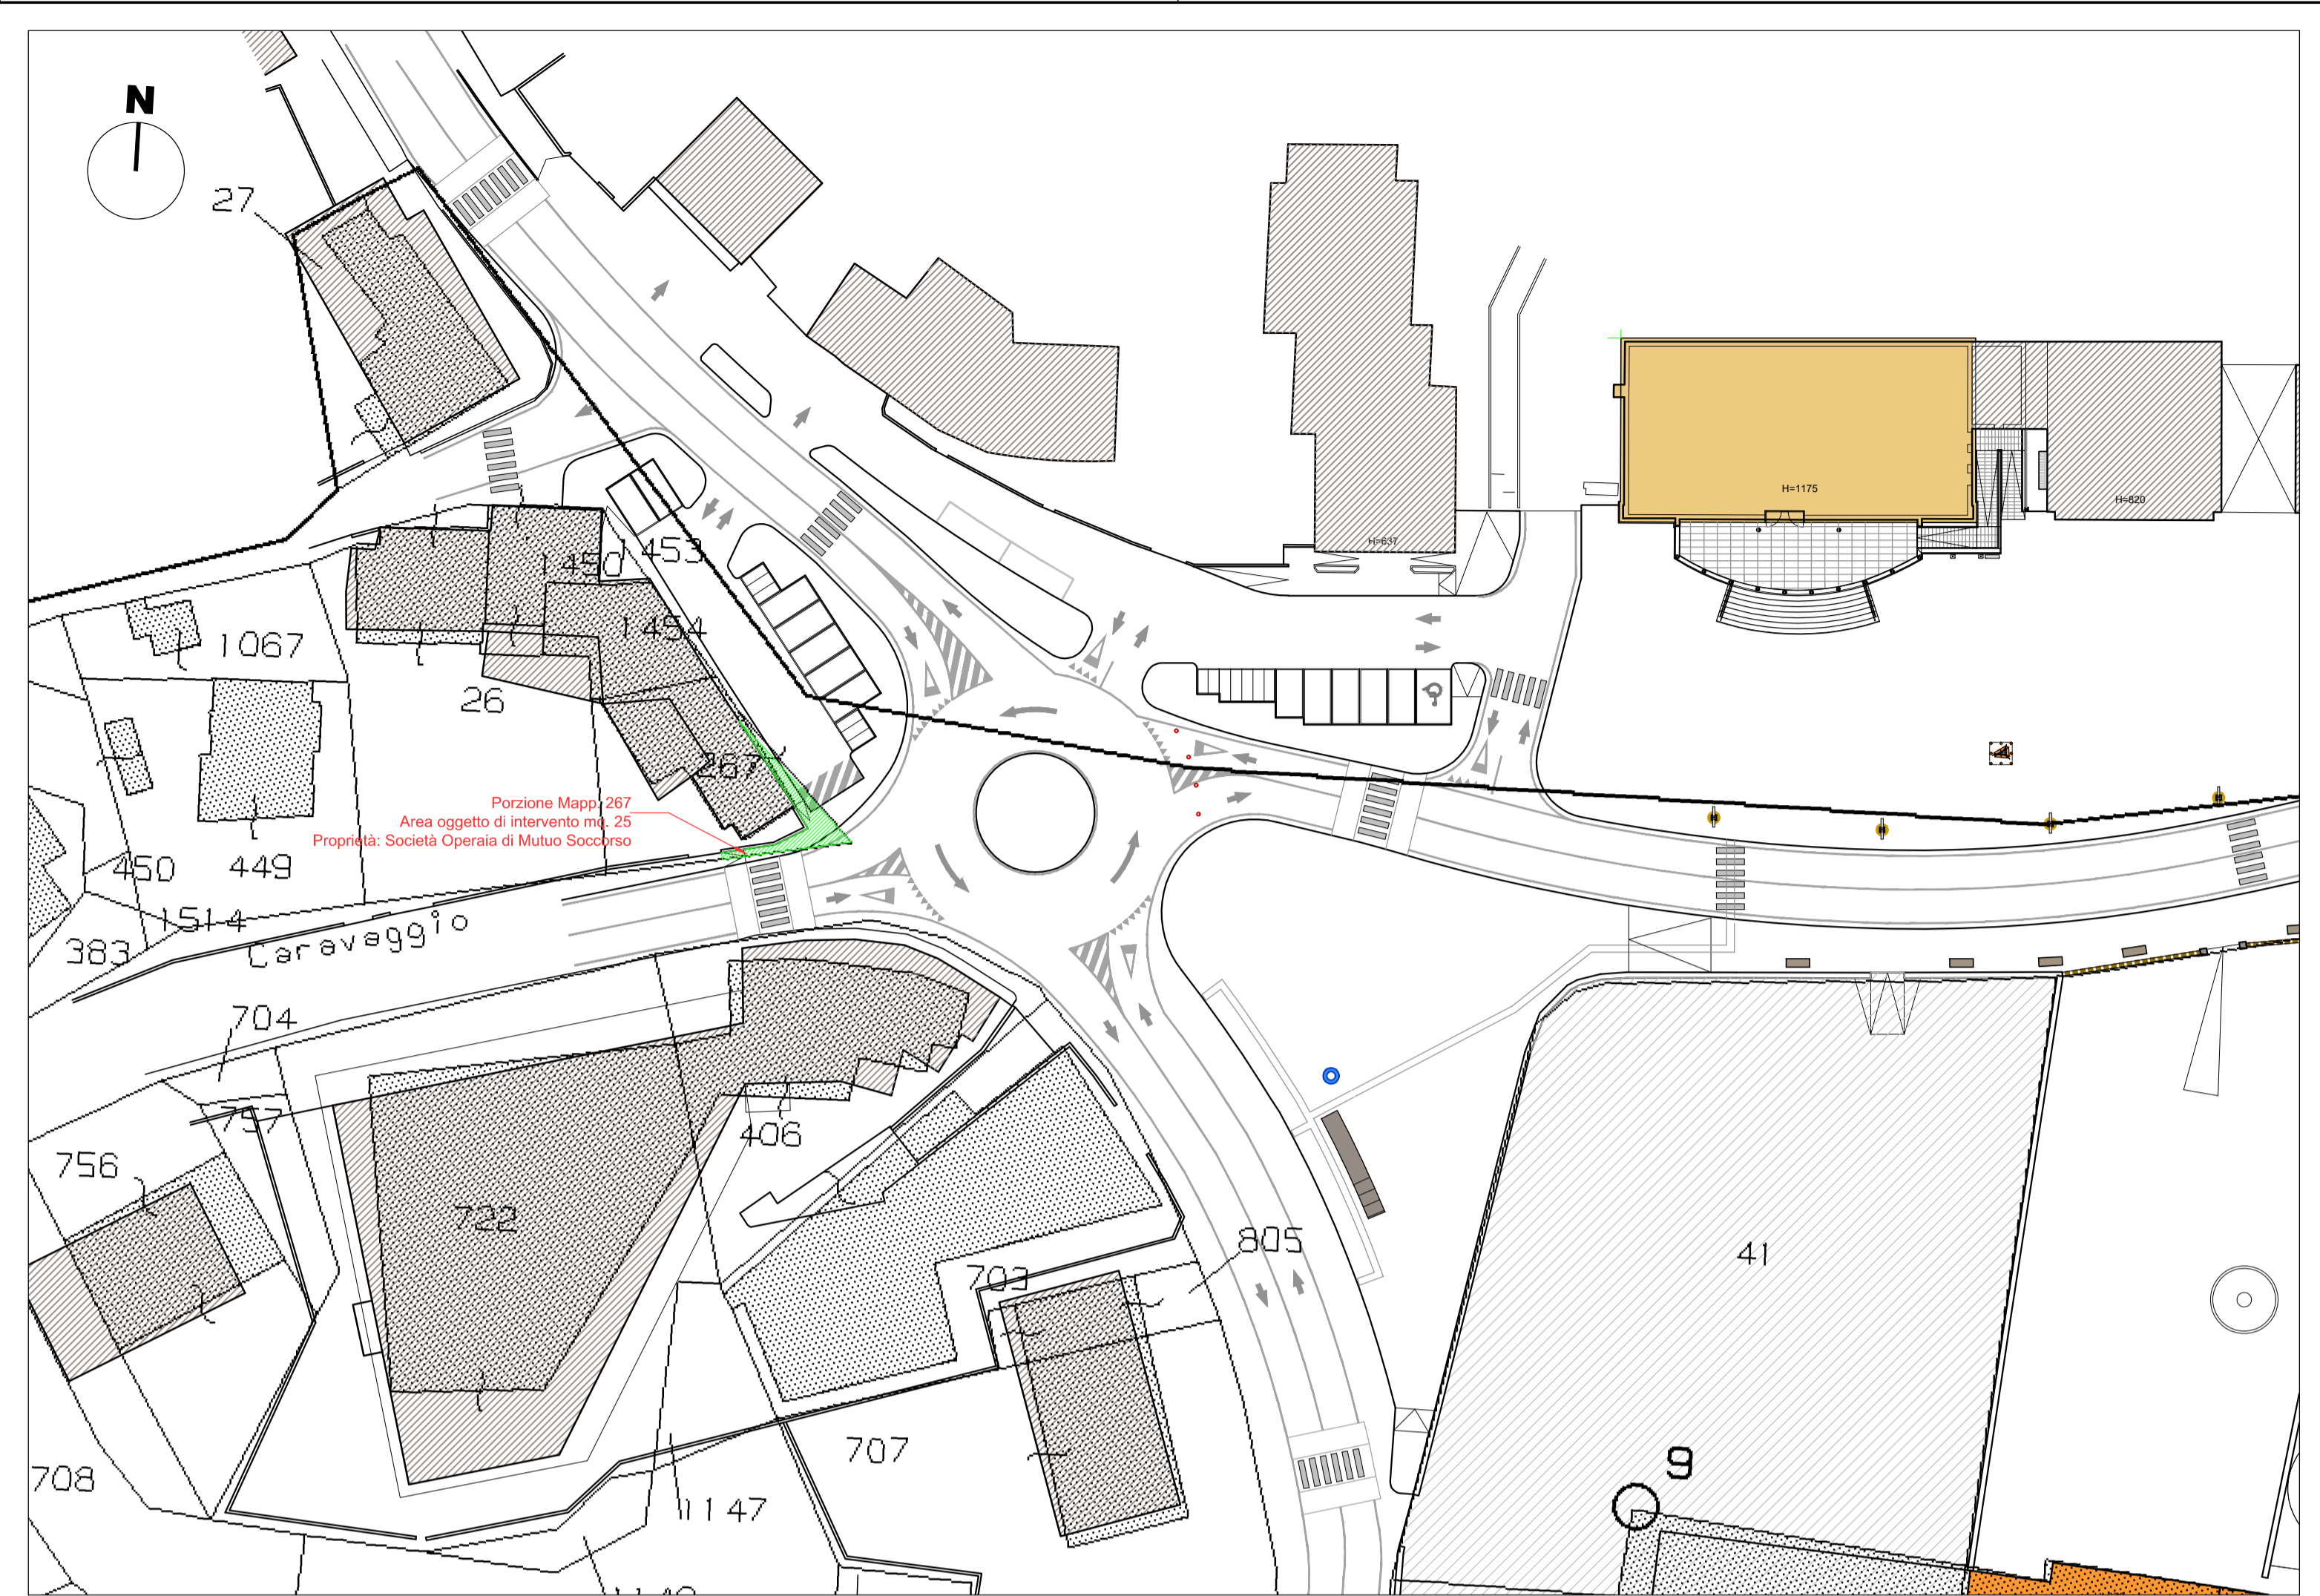 N
27
H=1175
H=820
H=637
1450
1453
1454
1067
26
267
Porzione Mapp. 267
Area oggetto di intervento mq. 25
Proprietà: Società Operaia di Mutuo Soccorso
450
449
1514
383
Caravaggio
704
757
756
406
722
805
41
703
707
9
708
1147